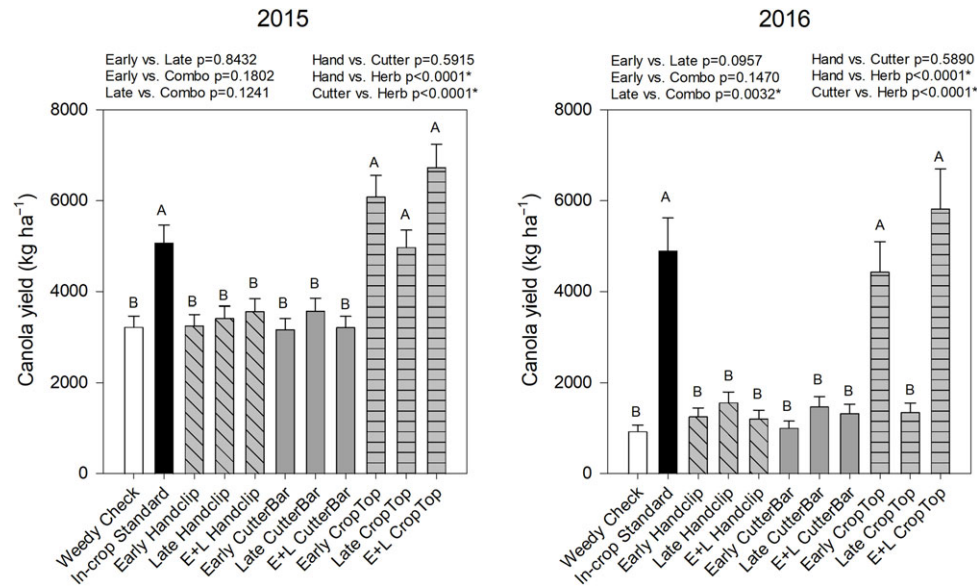 2015
Early vs. Late p=0.8432
Early vs. Combo p=0.1802
Late vs. Combo p=0.1241
Hand vs. Cutter p=0.5915
Hand vs. Herb p<0.0001*
Cutter vs. Herb p<0.0001*
Canola yield (kg ha⁻¹)
8000
6000
4000
2000
0
B
A
B
B
B
B
B
B
A
A
A
Weedy Check
In-crop Standard
Early Handclip
Late Handclip
E+L Handclip
Early CutterBar
Late CutterBar
E+L CutterBar
Early CropTop
Late CropTop
E+L CropTop
2016
Early vs. Late p=0.0957
Early vs. Combo p=0.1470
Late vs. Combo p=0.0032*
Hand vs. Cutter p=0.5890
Hand vs. Herb p<0.0001*
Cutter vs. Herb p<0.0001*
Canola yield (kg ha⁻¹)
8000
6000
4000
2000
0
B
A
B
B
B
B
B
B
A
B
A
Weedy Check
In-crop Standard
Early Handclip
Late Handclip
E+L Handclip
Early CutterBar
Late CutterBar
E+L CutterBar
Early CropTop
Late CropTop
E+L CropTop